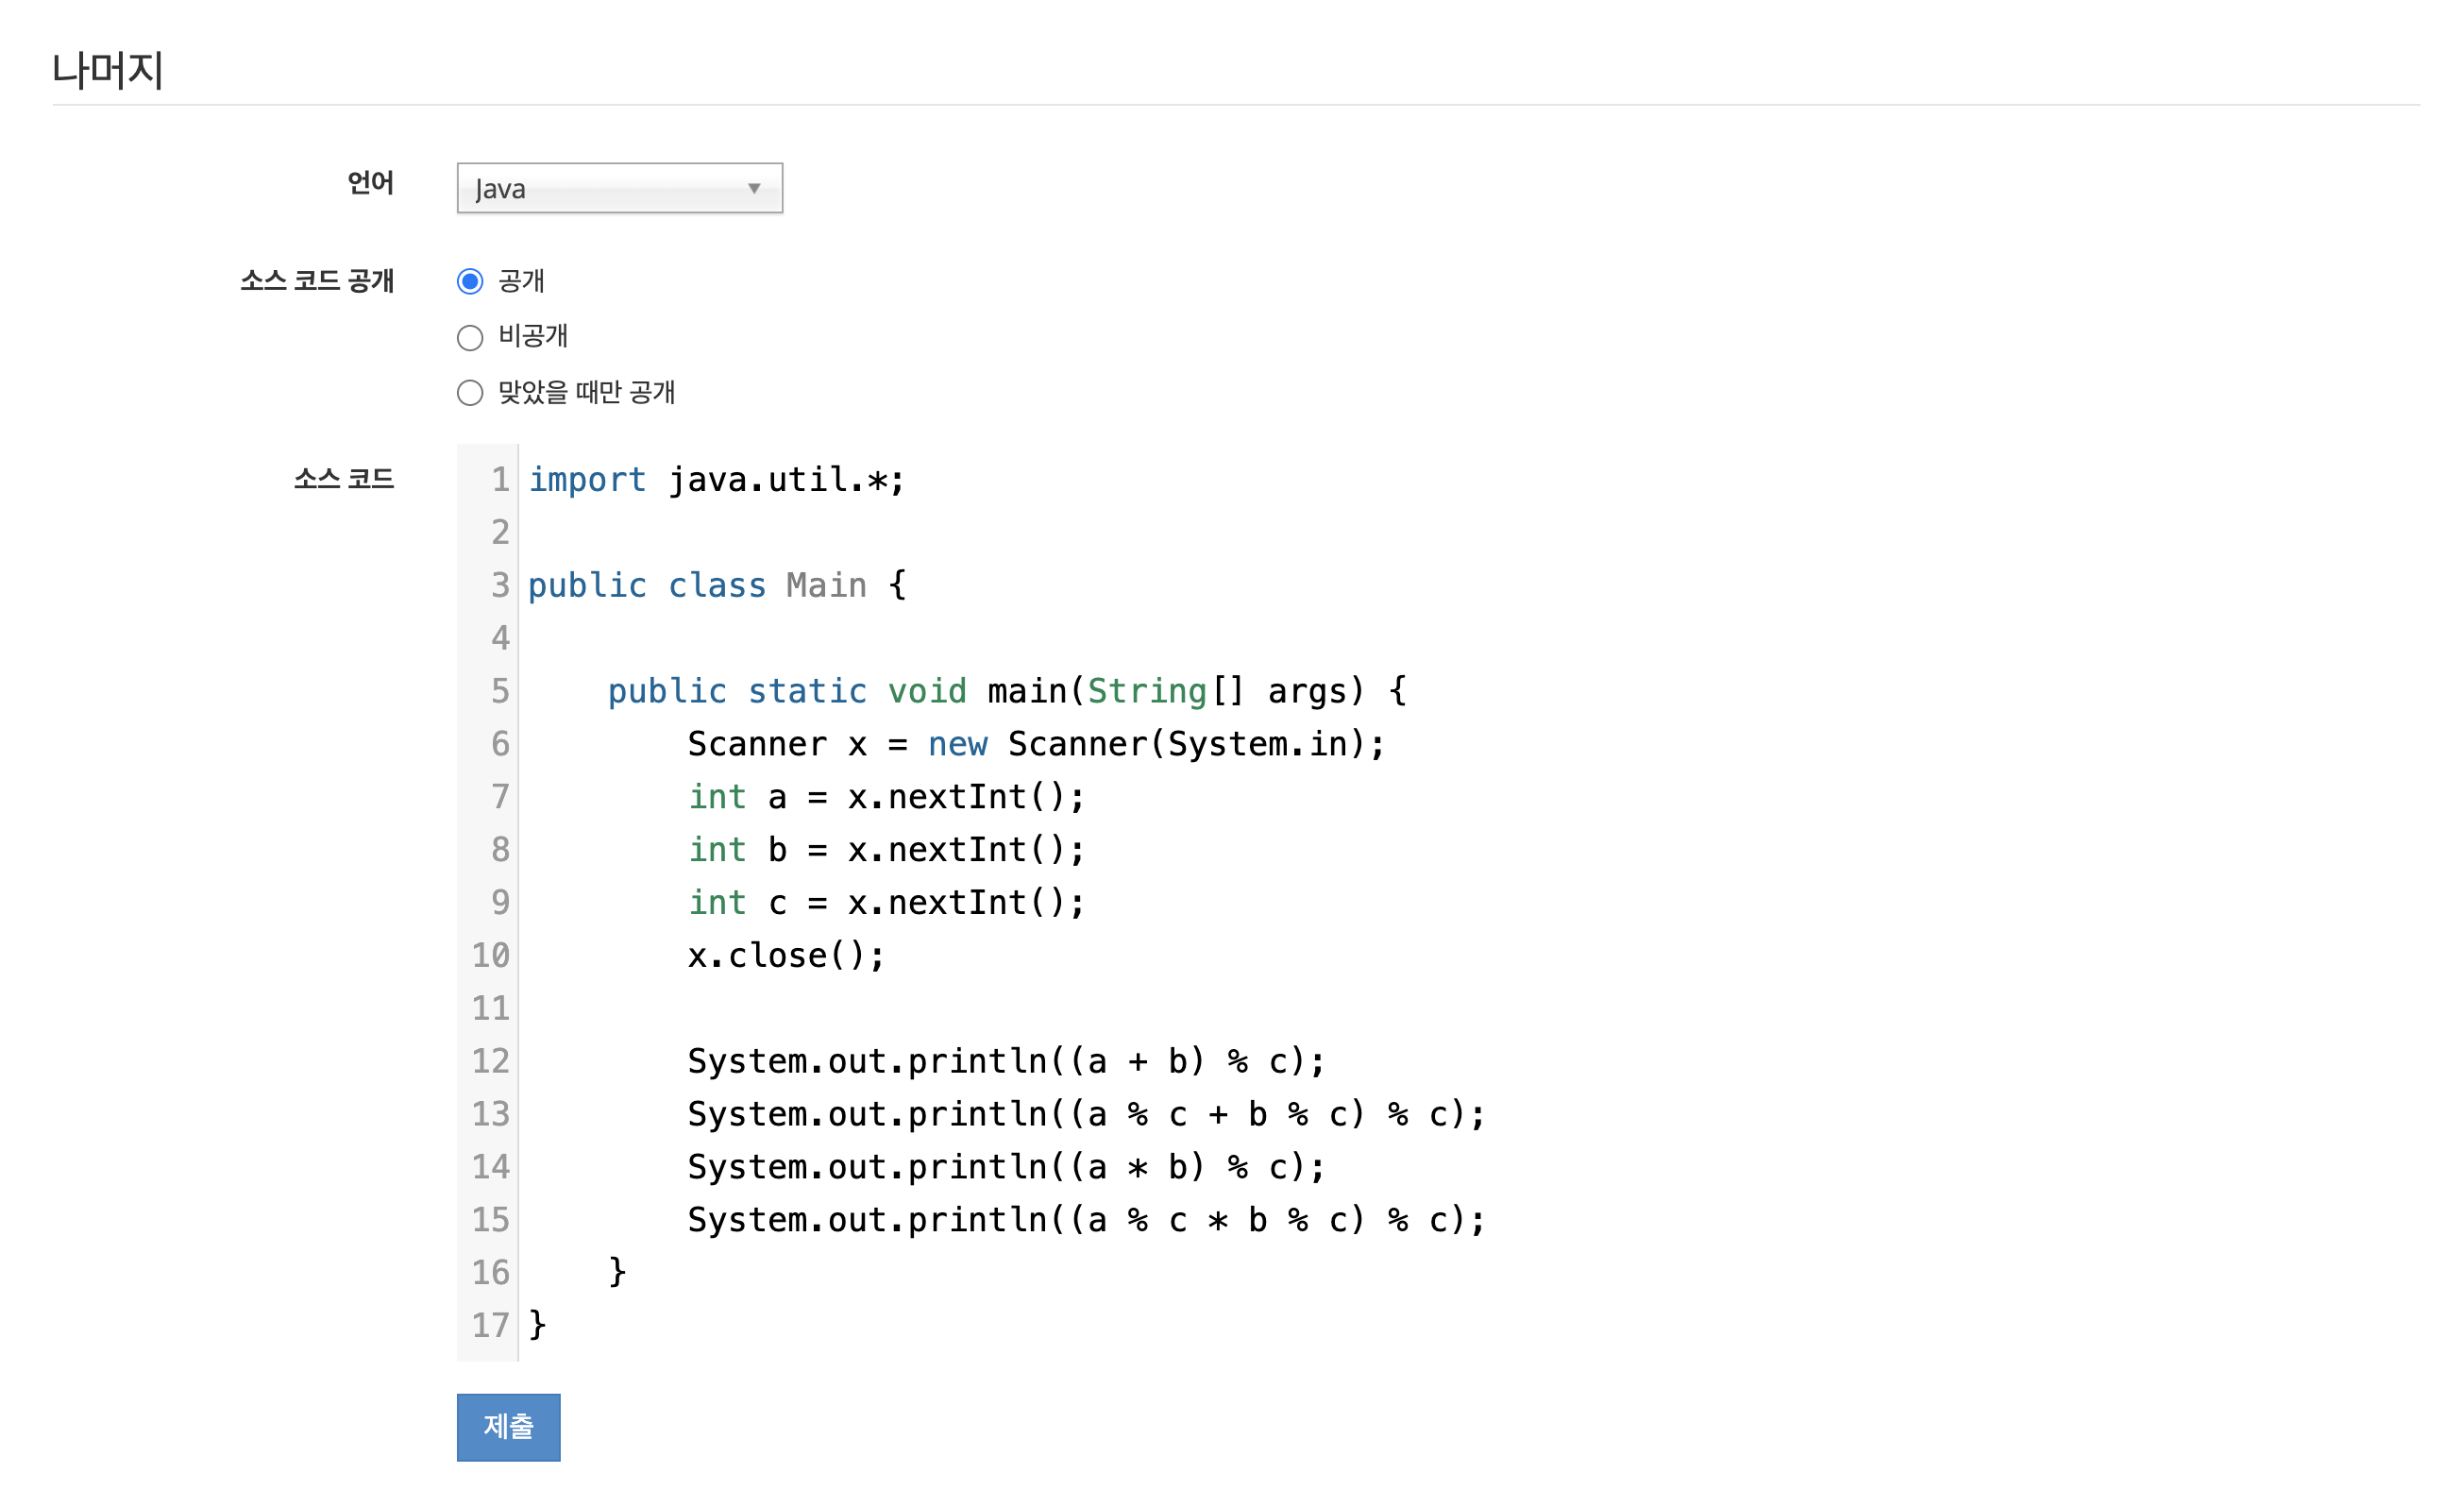 나머지
언어 Java
소스 코드 공개 공개
비공개
맞았을 때만 공개
소스 코드
1 import java.util.*;
2
3 public class Main {
4
5     public static void main(String[] args) {
6         Scanner x = new Scanner(System.in);
7         int a = x.nextInt();
8         int b = x.nextInt();
9         int c = x.nextInt();
10         x.close();
11
12         System.out.println((a + b) % c);
13         System.out.println((a % c + b % c) % c);
14         System.out.println((a * b) % c);
15         System.out.println((a % c * b % c) % c);
16     }
17 }
제출